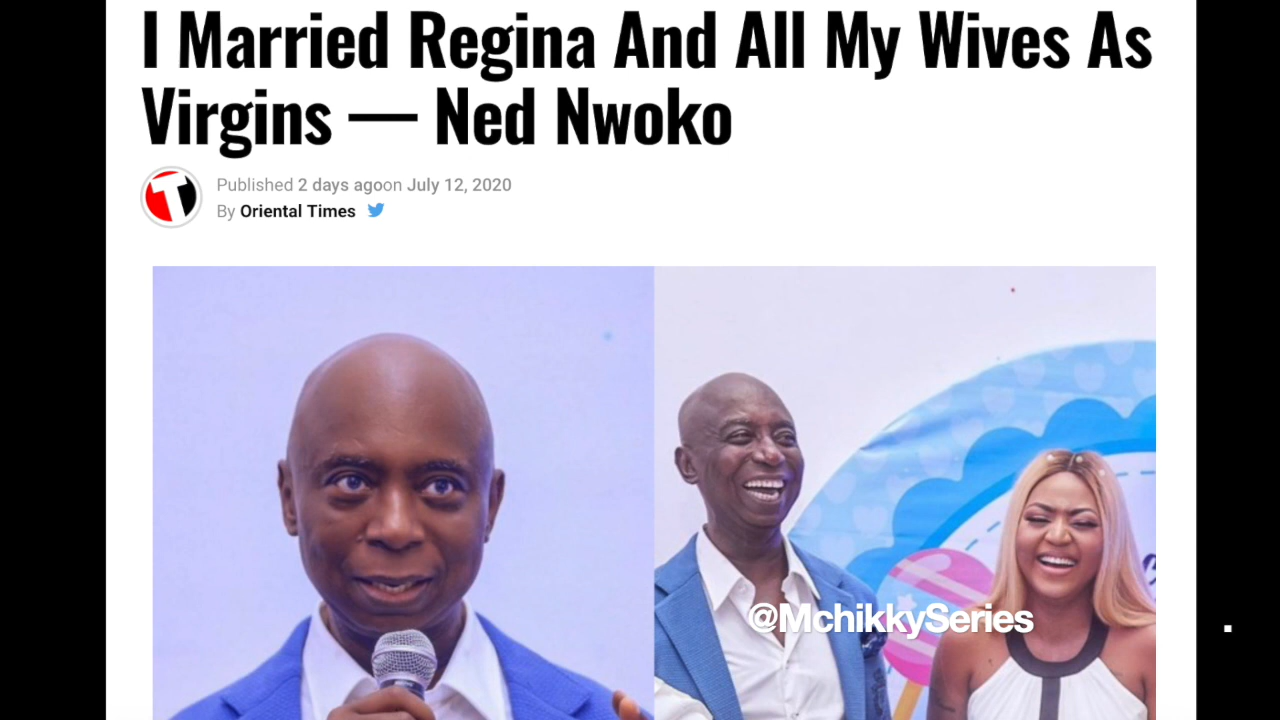 I Married Regina And All My Wives As
Virgins — Ned Nwoko
Published 2 days agoon July 12, 2020
By Oriental Times
@MchikkySeries